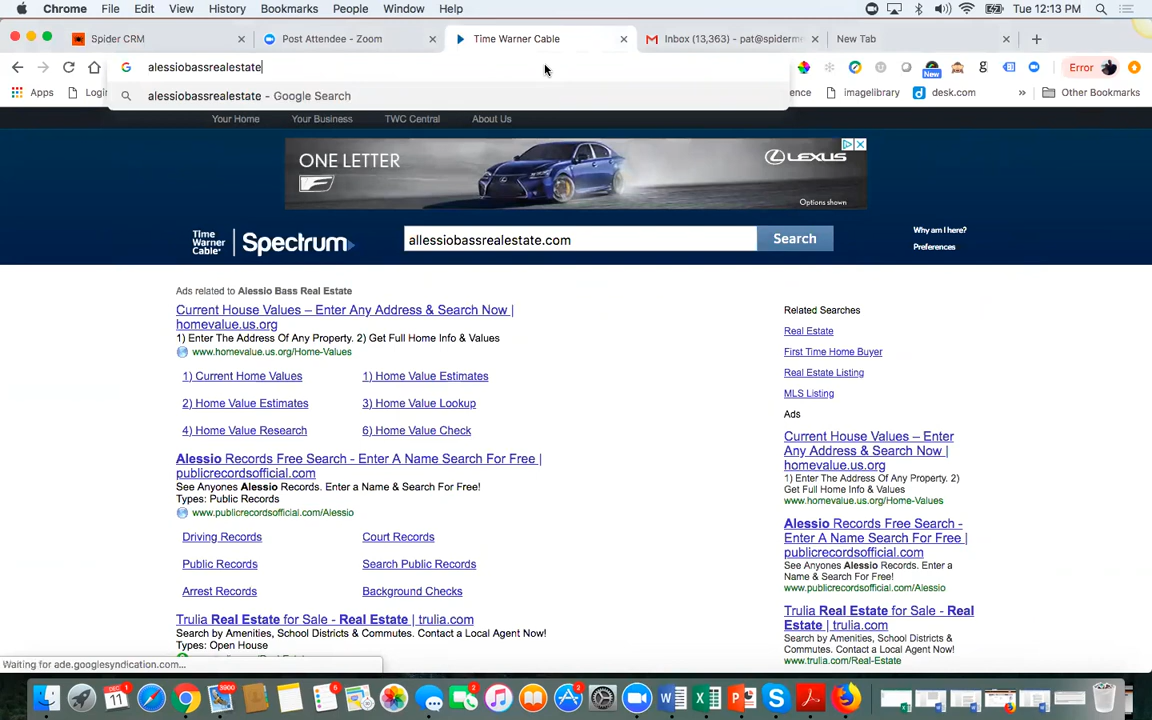 Chrome File Edit View History Bookmarks People Window Help Tue 12:13 PM
Spider CRM Post Attendee - Zoom Time Warner Cable Inbox (13,363) - pat@spiderm New Tab
alessiobassrealestate New Error
alessiobassrealestate - Google Search
Apps Login ence imagelibrary desk.com » Other Bookmarks
Your Home Your Business TWC Central About Us
ONE LETTER
F
LEXUS
Options shown
Time Warner Cable Spectrum
allessiobassrealestate.com Search
Why am I here?
Preferences
Ads related to Alessio Bass Real Estate
Current House Values – Enter Any Address & Search Now |
homevalue.us.org
1) Enter The Address Of Any Property. 2) Get Full Home Info & Values
www.homevalue.us.org/Home-Values
1) Current Home Values 1) Home Value Estimates
2) Home Value Estimates 3) Home Value Lookup
4) Home Value Research 6) Home Value Check
Alessio Records Free Search - Enter A Name Search For Free! |
publicrecordsofficial.com
See Anyones Alessio Records. Enter a Name & Search For Free!
Types: Public Records
www.publicrecordsofficial.com/Alessio
Driving Records Court Records
Public Records Search Public Records
Arrest Records Background Checks
Trulia Real Estate for Sale - Real Estate | trulia.com
Search by Amenities, School Districts & Commutes. Contact a Local Agent Now!
Types: Open House
Related Searches
Real Estate
First Time Home Buyer
Real Estate Listing
MLS Listing
Ads
Current House Values – Enter
Any Address & Search Now |
homevalue.us.org
1) Enter The Address Of Any Property. 2)
Get Full Home Info & Values
www.homevalue.us.org/Home-Values
Alessio Records Free Search -
Enter A Name Search For Free! |
publicrecordsofficial.com
See Anyones Alessio Records. Enter a
Name & Search For Free!
www.publicrecordsofficial.com/Alessio
Trulia Real Estate for Sale - Real
Estate | trulia.com
Search by Amenities, School Districts &
Commutes. Contact a Local Agent Now!
www.trulia.com/Real-Estate
Waiting for ade.googlesyndication.com...